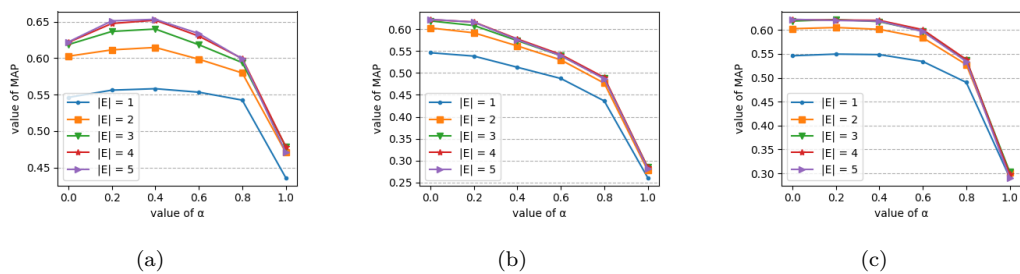 0.65
0.60
0.55
0.50
0.45
value of MAP
|E| = 1
|E| = 2
|E| = 3
|E| = 4
|E| = 5
0.0 0.2 0.4 0.6 0.8 1.0
value of α
(a)
0.60
0.55
0.50
0.45
0.40
0.35
0.30
0.25
value of MAP
|E| = 1
|E| = 2
|E| = 3
|E| = 4
|E| = 5
0.0 0.2 0.4 0.6 0.8 1.0
value of α
(b)
0.60
0.55
0.50
0.45
0.40
0.35
0.30
value of MAP
|E| = 1
|E| = 2
|E| = 3
|E| = 4
|E| = 5
0.0 0.2 0.4 0.6 0.8 1.0
value of α
(c)